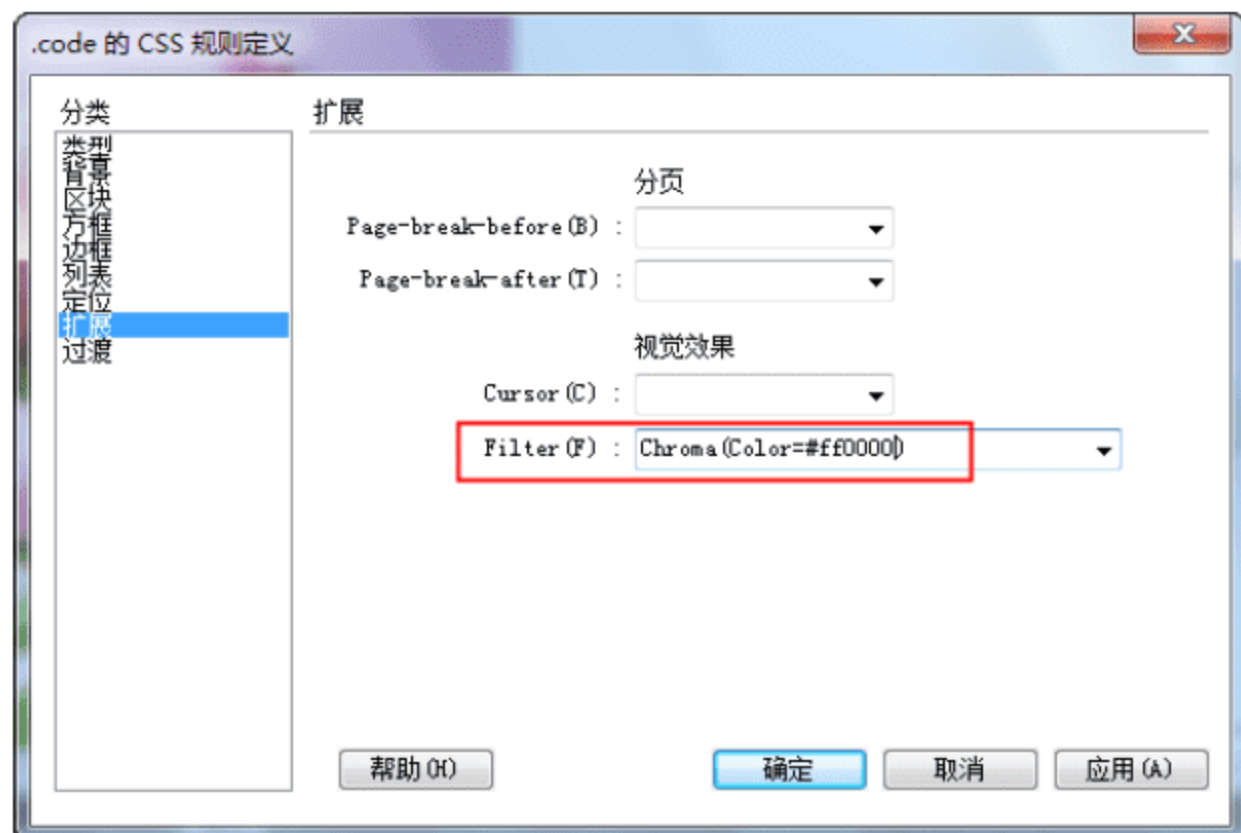 .code 的 CSS 规则定义
分类
类型
背景
区块
方框
边框
列表
定位
扩展
过渡
扩展
分页
Page-break-before(B) :
Page-break-after(T) :
视觉效果
Cursor(C) :
Filter(F) : Chroma(Color=#ff0000)
帮助(H)
确定
取消
应用(A)